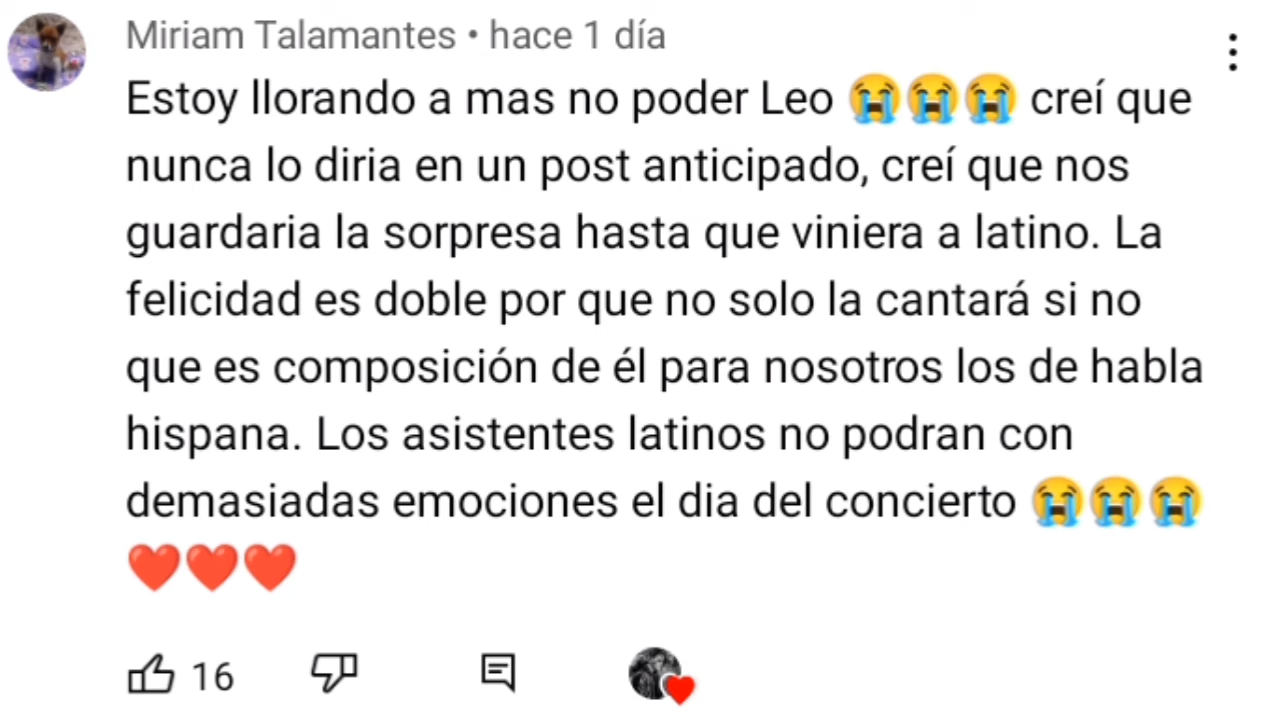 Miriam Talamantes • hace 1 día
Estoy llorando a mas no poder Leo 😭😭😭 creí que
nunca lo diria en un post anticipado, creí que nos
guardaria la sorpresa hasta que viniera a latino. La
felicidad es doble por que no solo la cantará si no
que es composición de él para nosotros los de habla
hispana. Los asistentes latinos no podran con
demasiadas emociones el dia del concierto 😭😭😭
❤️❤️❤️
16